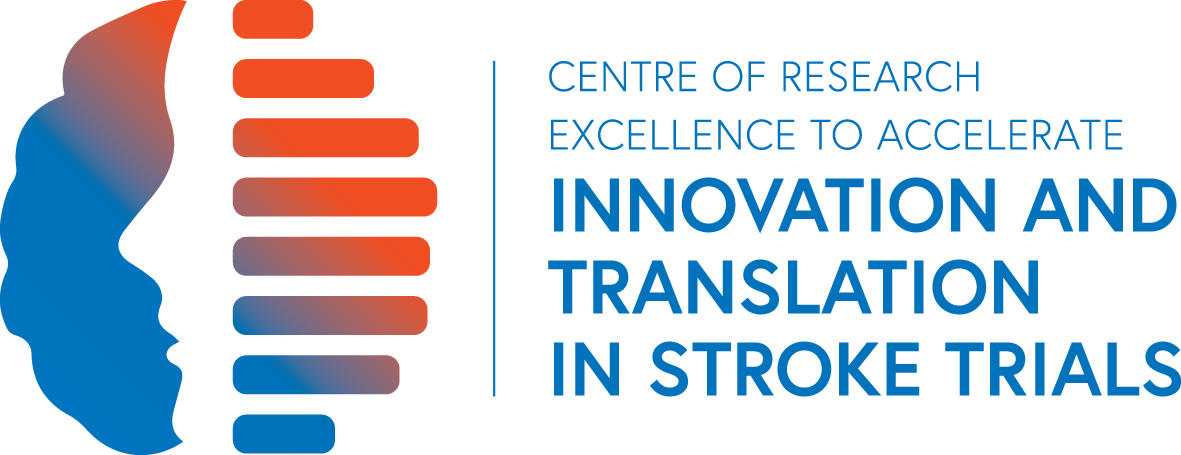 CENTRE OF RESEARCH
EXCELLENCE TO ACCELERATE
INNOVATION AND
TRANSLATION
IN STROKE TRIALS